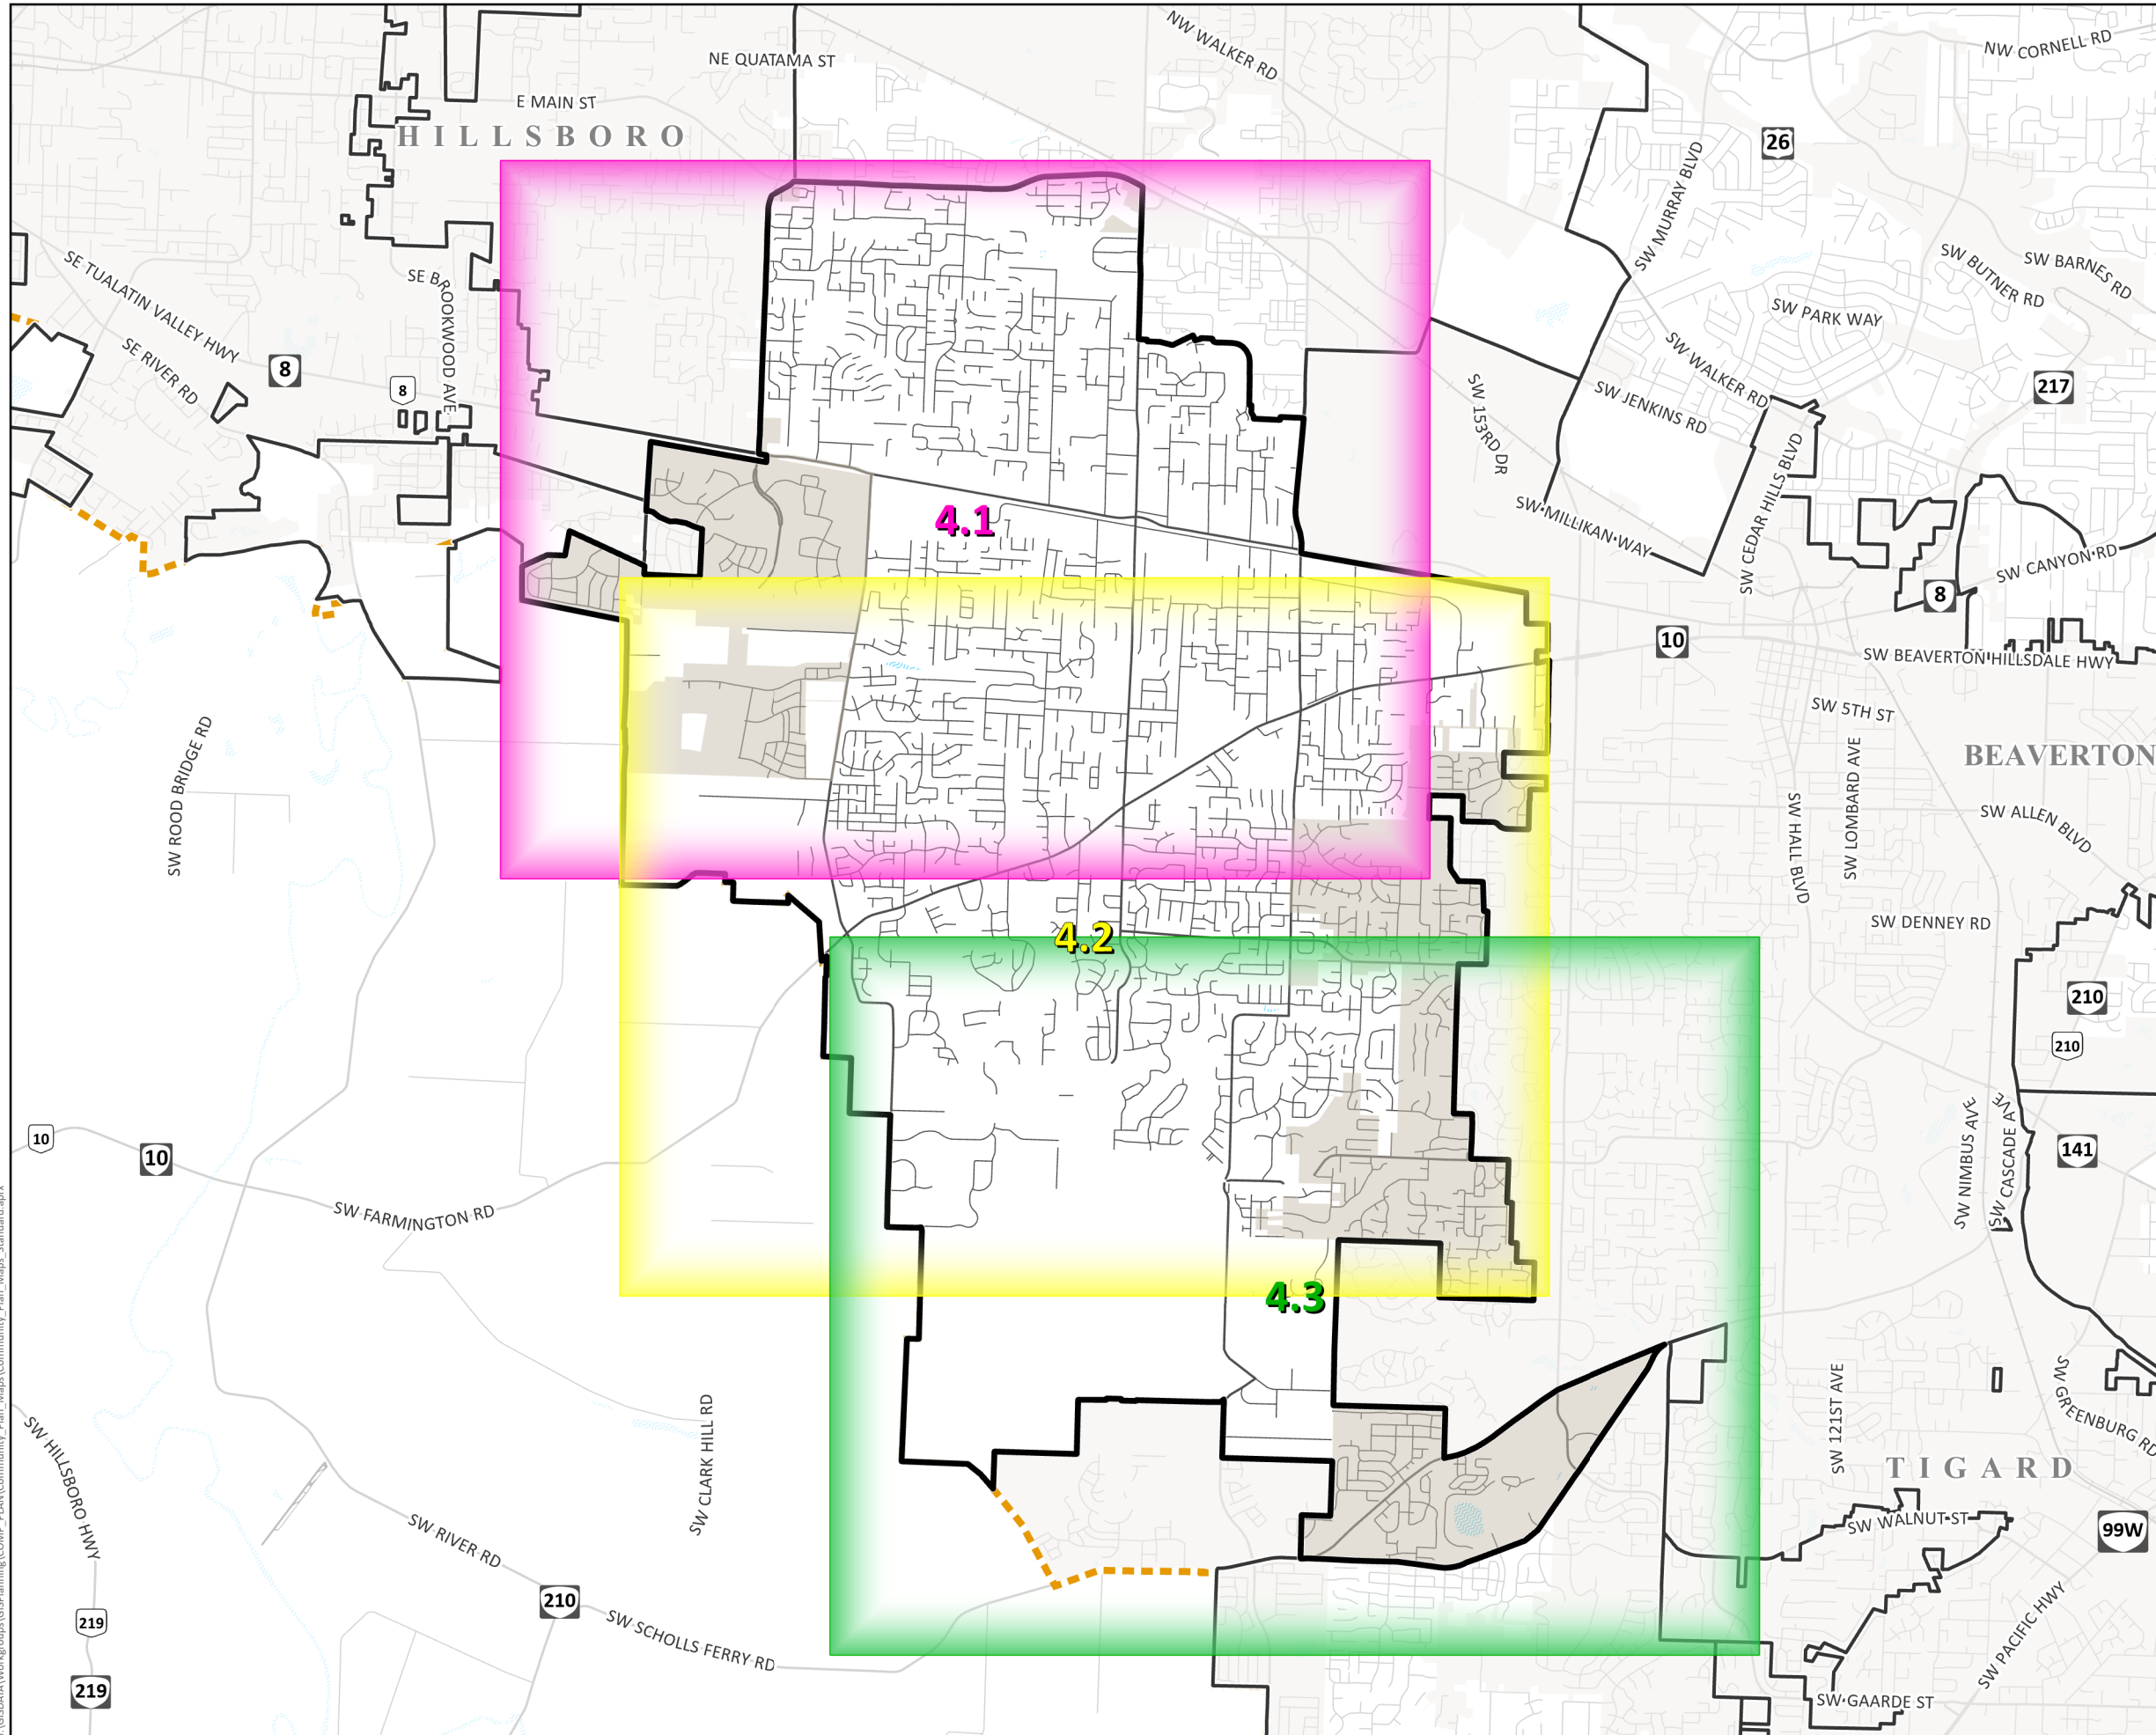 NW CORNELL RD
NW WALKER RD
NE QUATAMA ST
E MAIN ST
HILLSBORO
26
SW MURRAY BLVD
SW BUTNER RD
SW BARNES RD
SE TUALATIN VALLEY HWY
SE BROOKWOOD AVE
SW PARK WAY
SE RIVER RD
8
8
SW WALKER RD
SW JENKINS RD
217
SW 153RD DR
SW CEDAR HILLS BLVD
SW MILLIKAN WAY
4.1
SW CANYON RD
8
10
SW BEAVERTON HILLSDALE HWY
SW 5TH ST
SW ROOD BRIDGE RD
BEAVERTON
SW LOMBARD AVE
SW HALL BLVD
SW ALLEN BLVD
SW DENNEY RD
4.2
210
210
10
10
SW NIMBUS AVE
SW CASCADE AVE
141
SW FARMINGTON RD
4.3
SW CLARK HILL RD
SW 121ST AVE
SW GREENBURG RD
SW HILLSBORO HWY
TIGARD
SW RIVER RD
SW WALNUT ST
99W
210
219
SW SCHOLLS FERRY RD
SW PACIFIC HWY
219
SW GAARDE ST